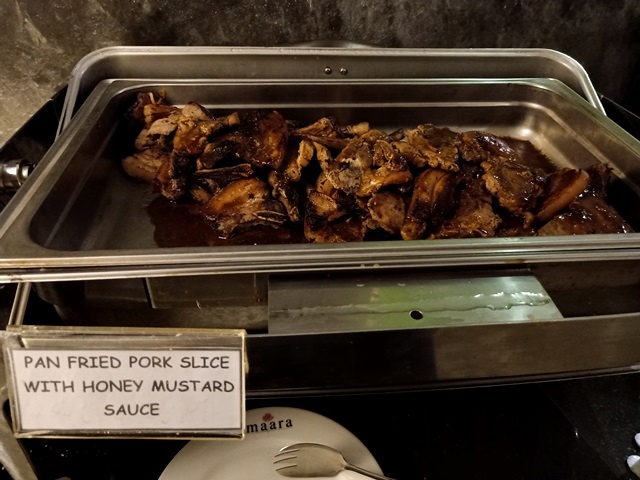 PAN FRIED PORK SLICE
WITH HONEY MUSTARD
SAUCE
maara